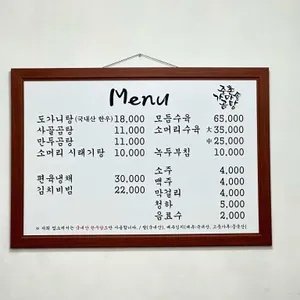 Menu
도가니탕 (국내산 한우) 18,000
사골곰탕 11,000
만두곰탕 11,000
소머리 시래기탕 10,000
편육냉채 30,000
김치비빔 22,000
모듬수육 65,000
소머리수육 大 35,000
中 25,000
녹두부침 10,000
소주 4,000
맥주 4,000
막걸리 4,000
청하 5,000
음료수 2,000